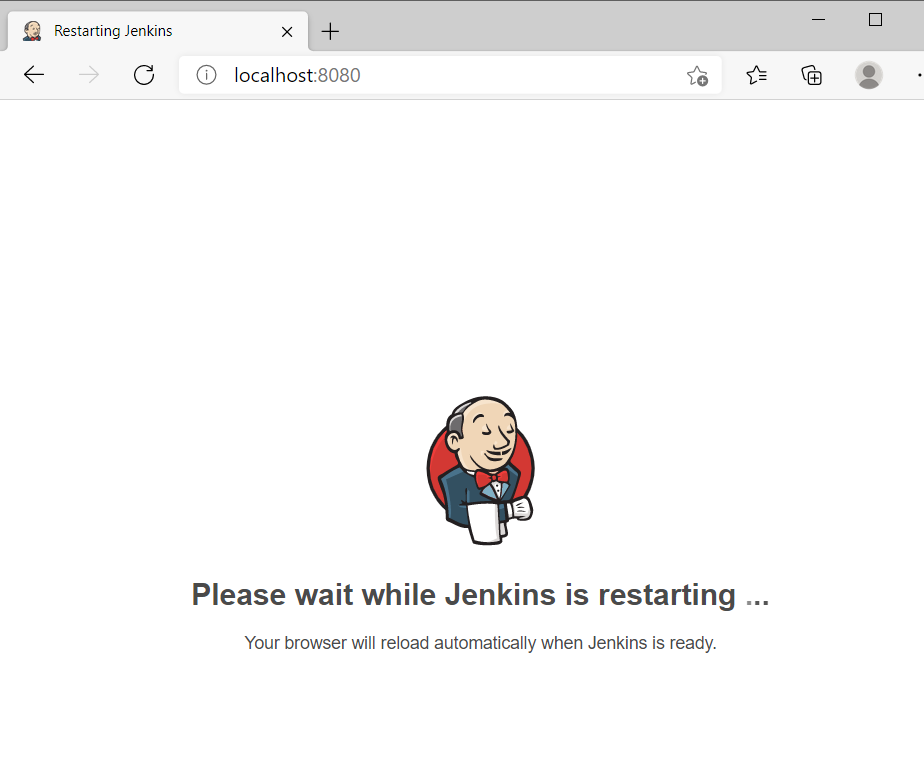 Restarting Jenkins
localhost:8080
Please wait while Jenkins is restarting ...
Your browser will reload automatically when Jenkins is ready.